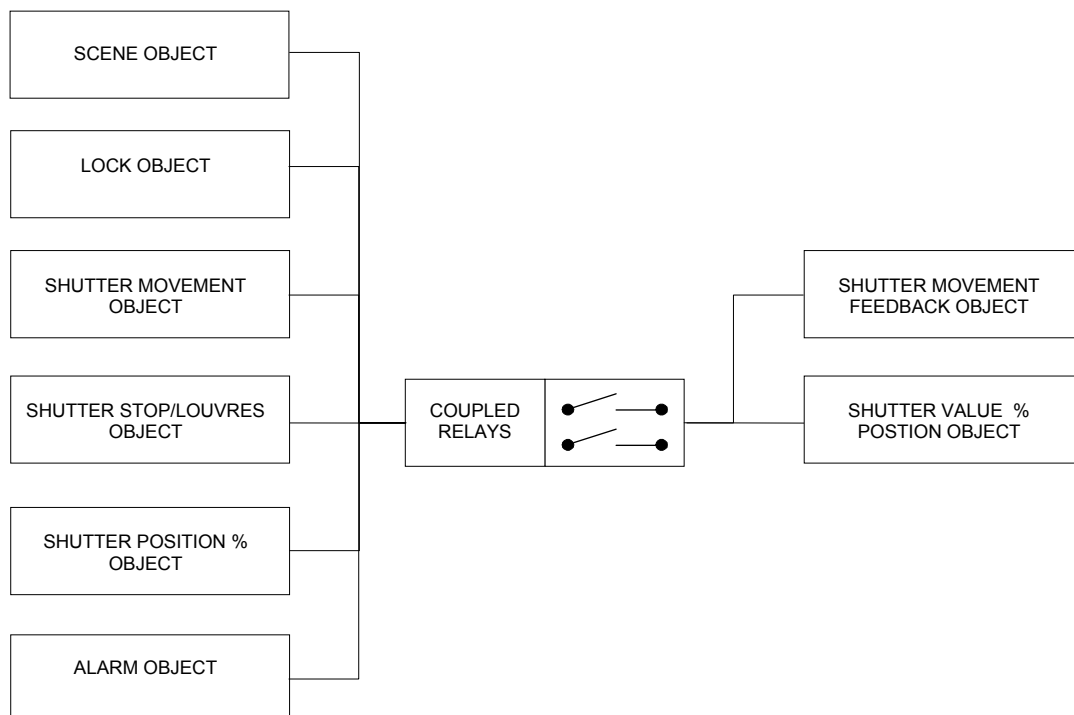 SCENE OBJECT
LOCK OBJECT
SHUTTER MOVEMENT
OBJECT
SHUTTER STOP/LOUVRES
OBJECT
SHUTTER POSITION %
OBJECT
ALARM OBJECT
COUPLED
RELAYS
SHUTTER MOVEMENT
FEEDBACK OBJECT
SHUTTER VALUE %
POSTION OBJECT